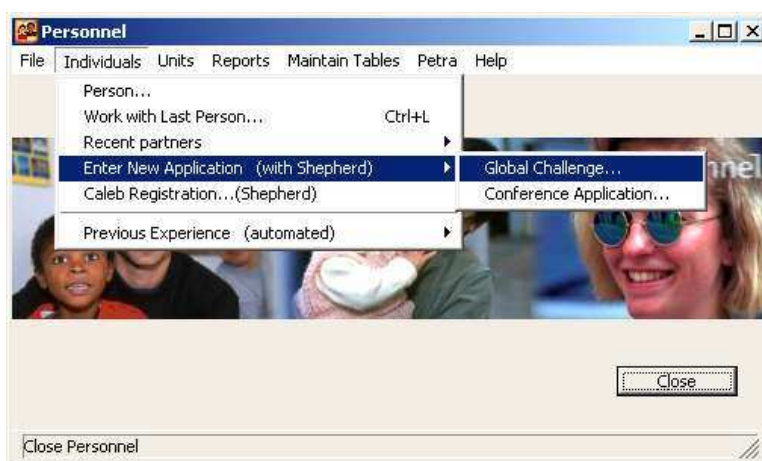 Personnel
File Individuals Units Reports Maintain Tables Petra Help
Person...
Work with Last Person... Ctrl+L
Recent partners
Enter New Application (with Shepherd)
Global Challenge...
Caleb Registration...(Shepherd)
Conference Application...
Previous Experience (automated)
nnel
Close
Close Personnel